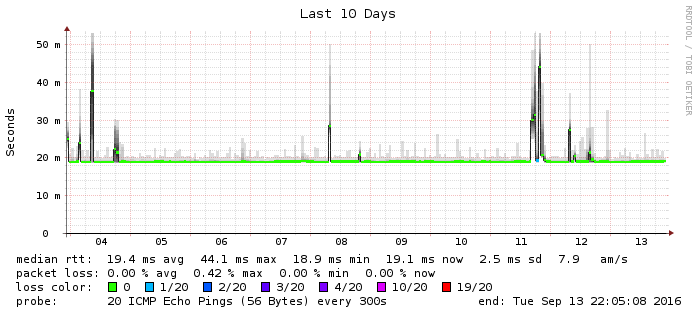 Last 10 Days
RRDTOOL / TOBI OETIKER
Seconds
50 m
40 m
30 m
20 m
10 m
0
04 05 06 07 08 09 10 11 12 13
median rtt: 19.4 ms avg 44.1 ms max 18.9 ms min 19.1 ms now 2.5 ms sd 7.9 am/s
packet loss: 0.00 % avg 0.42 % max 0.00 % min 0.00 % now
loss color: 0 1/20 2/20 3/20 4/20 10/20 19/20
probe: 20 ICMP Echo Pings (56 Bytes) every 300s end: Tue Sep 13 22:05:08 2016